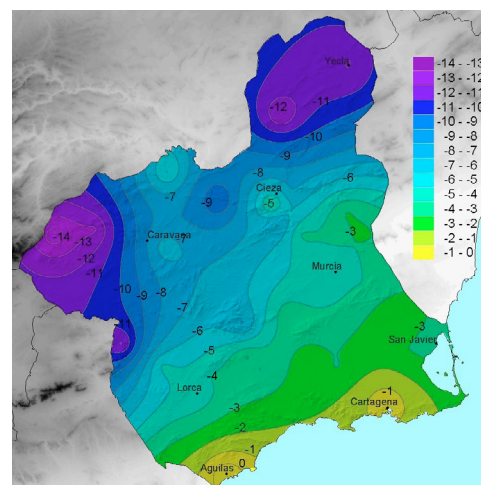 Yecla
-14 - -13
-13 - -12
-12 - -11
-11 - -10
-10 - -9
-9 - -8
-8 - -7
-7 - -6
-6 - -5
-5 - -4
-4 - -3
-3 - -2
-2 - -1
-1 - 0
-12
-11
-10
-9
-8
-7
-6
Cieza
-9
-5
-3
-14
-13
Caravaca
-7
-12
Murcia
-11
-10
-9
-8
-7
-11
-6
-3
San Javier
-5
-4
Lorca
-1
Cartagena
-3
-2
-1
0
Aguilas